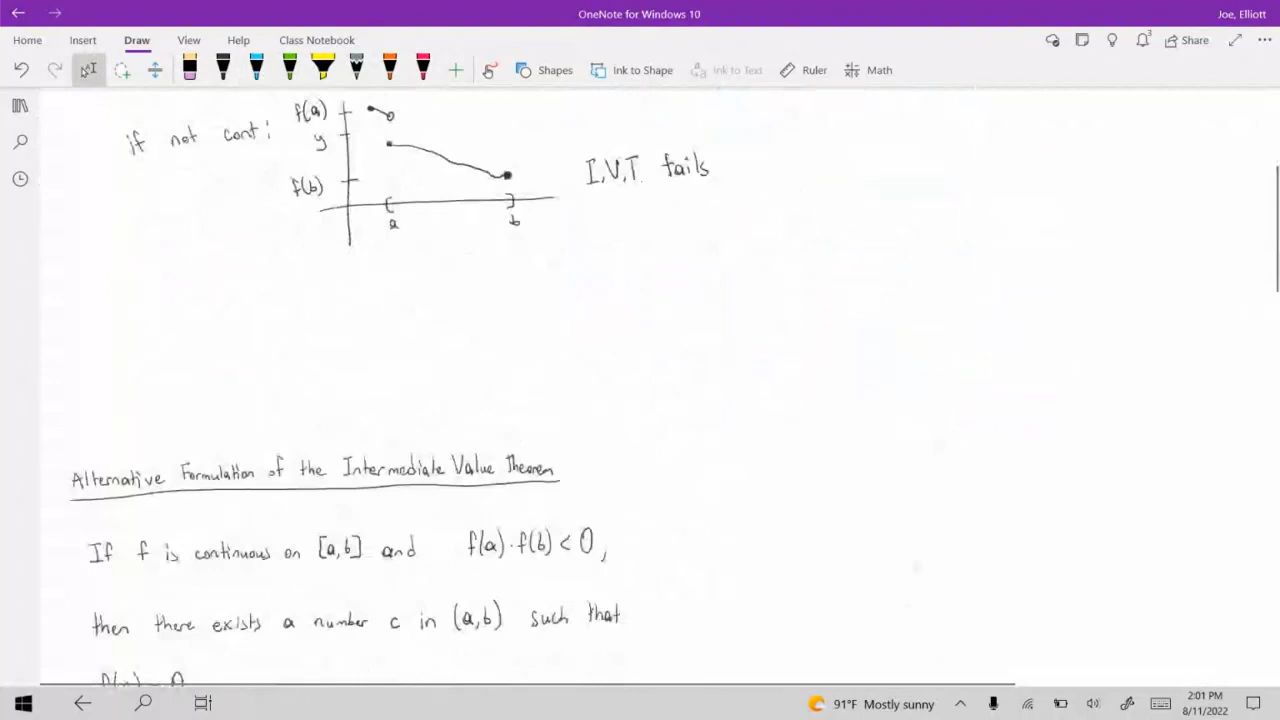 OneNote for Windows 10
Joe, Elliott
Home Insert Draw View Help Class Notebook
Share
Shapes Ink to Shape Ink to Text Ruler Math
if not cont:
f(a)
y
f(b)
a b
I.V.T. fails
Alternative Formulation of the Intermediate Value Theorem
If f is continuous on [a,b] and f(a)·f(b) < 0,
then there exists a number c in (a,b) such that
91°F Mostly sunny
2:01 PM
8/11/2022